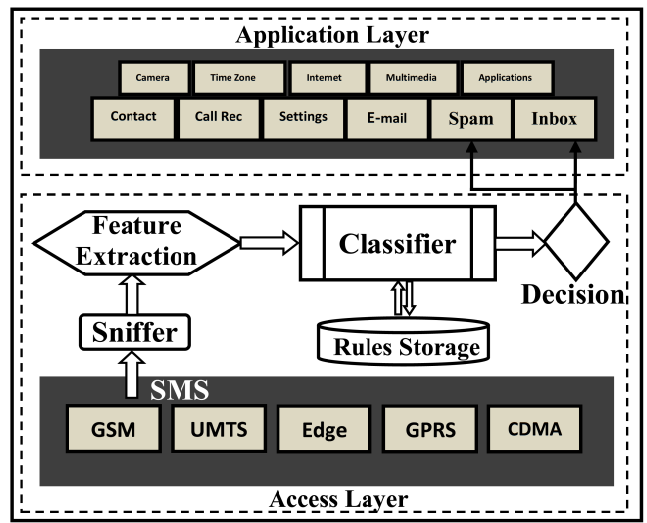 Application Layer
Camera
Time Zone
Internet
Multimedia
Applications
Contact
Call Rec
Settings
E-mail
Spam
Inbox
Feature
Extraction
Classifier
Decision
Sniffer
Rules Storage
SMS
GSM
UMTS
Edge
GPRS
CDMA
Access Layer